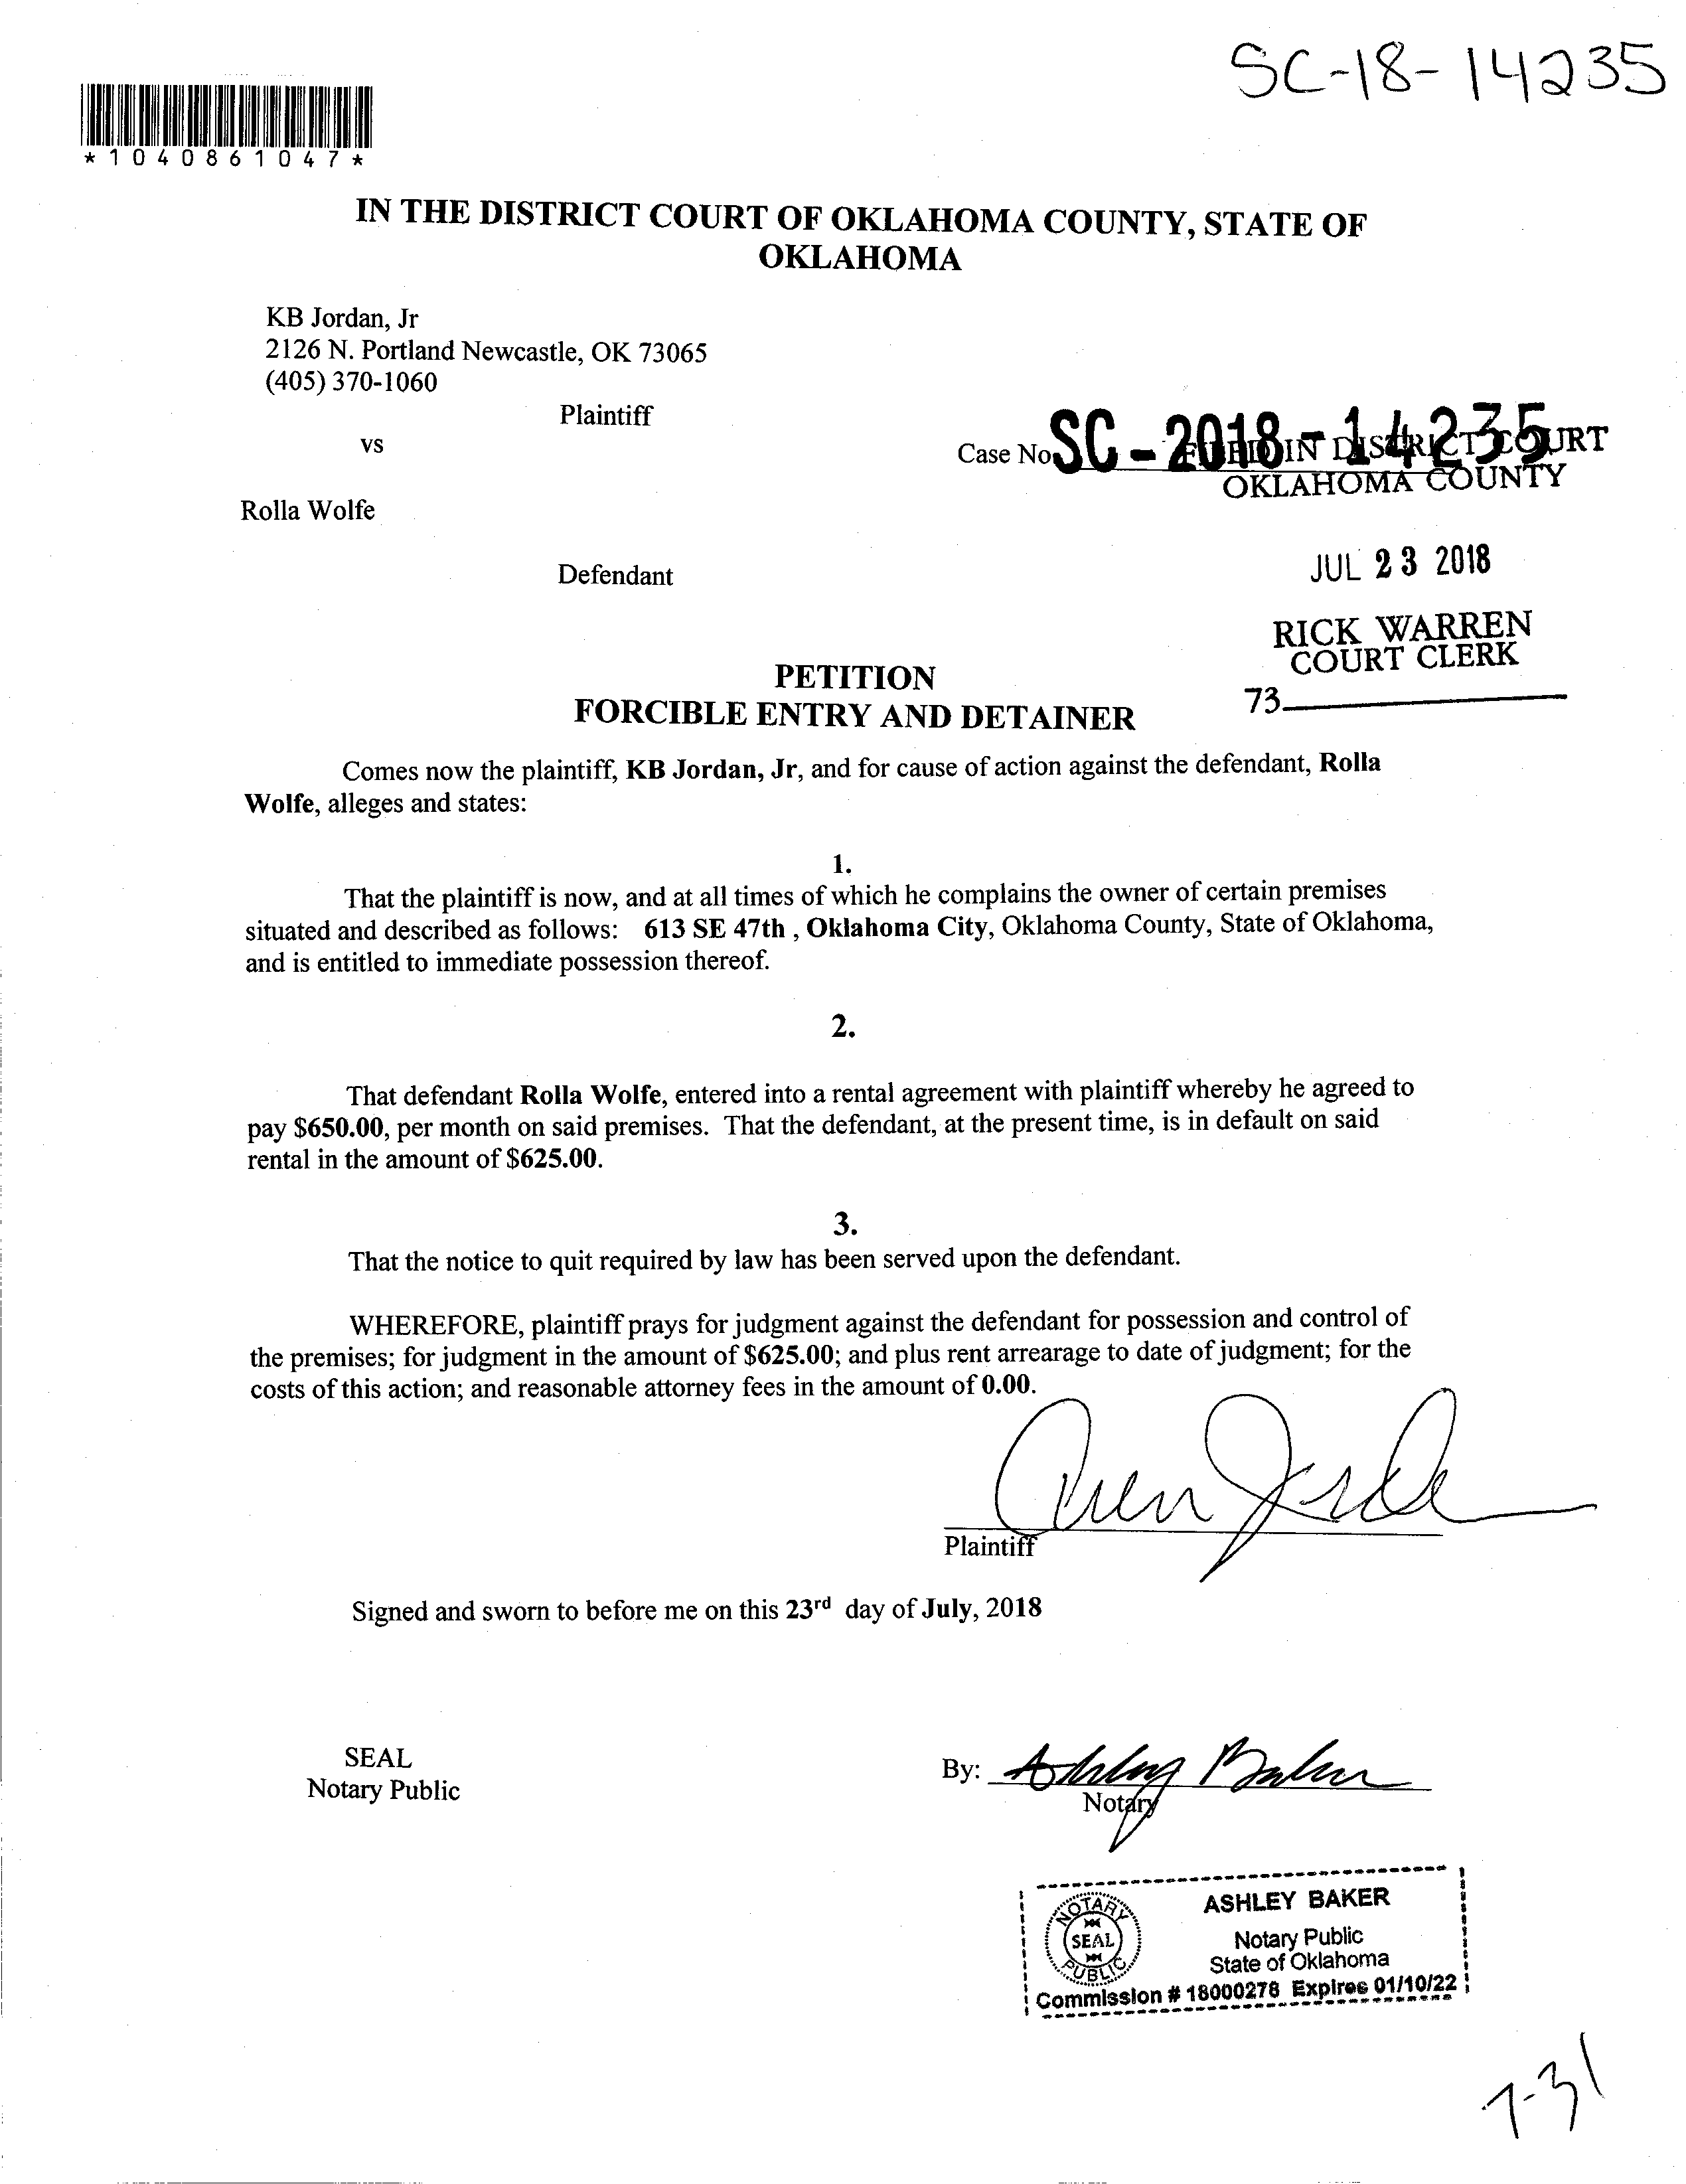 SC-18-14235
*1040861047*
IN THE DISTRICT COURT OF OKLAHOMA COUNTY, STATE OF
OKLAHOMA
KB Jordan, Jr
2126 N. Portland Newcastle, OK 73065
(405) 370-1060
Plaintiff
vs
Case No SC-2018-14235
FILED IN DISTRICT COURT
OKLAHOMA COUNTY
Rolla Wolfe
Defendant
JUL 23 2018
RICK WARREN
COURT CLERK
73
PETITION
FORCIBLE ENTRY AND DETAINER
Comes now the plaintiff, KB Jordan, Jr, and for cause of action against the defendant, Rolla
Wolfe, alleges and states:
1.
That the plaintiff is now, and at all times of which he complains the owner of certain premises
situated and described as follows: 613 SE 47th , Oklahoma City, Oklahoma County, State of Oklahoma,
and is entitled to immediate possession thereof.
2.
That defendant Rolla Wolfe, entered into a rental agreement with plaintiff whereby he agreed to
pay $650.00, per month on said premises. That the defendant, at the present time, is in default on said
rental in the amount of $625.00.
3.
That the notice to quit required by law has been served upon the defendant.
WHEREFORE, plaintiff prays for judgment against the defendant for possession and control of
the premises; for judgment in the amount of $625.00; and plus rent arrearage to date of judgment; for the
costs of this action; and reasonable attorney fees in the amount of 0.00.
Plaintiff
Signed and sworn to before me on this 23rd day of July, 2018
SEAL
Notary Public
By: Ashley Baker
Notary
NOTARY
SEAL
PUBLIC
ASHLEY BAKER
Notary Public
State of Oklahoma
Commission # 18000278 Expires 01/10/22
7-31